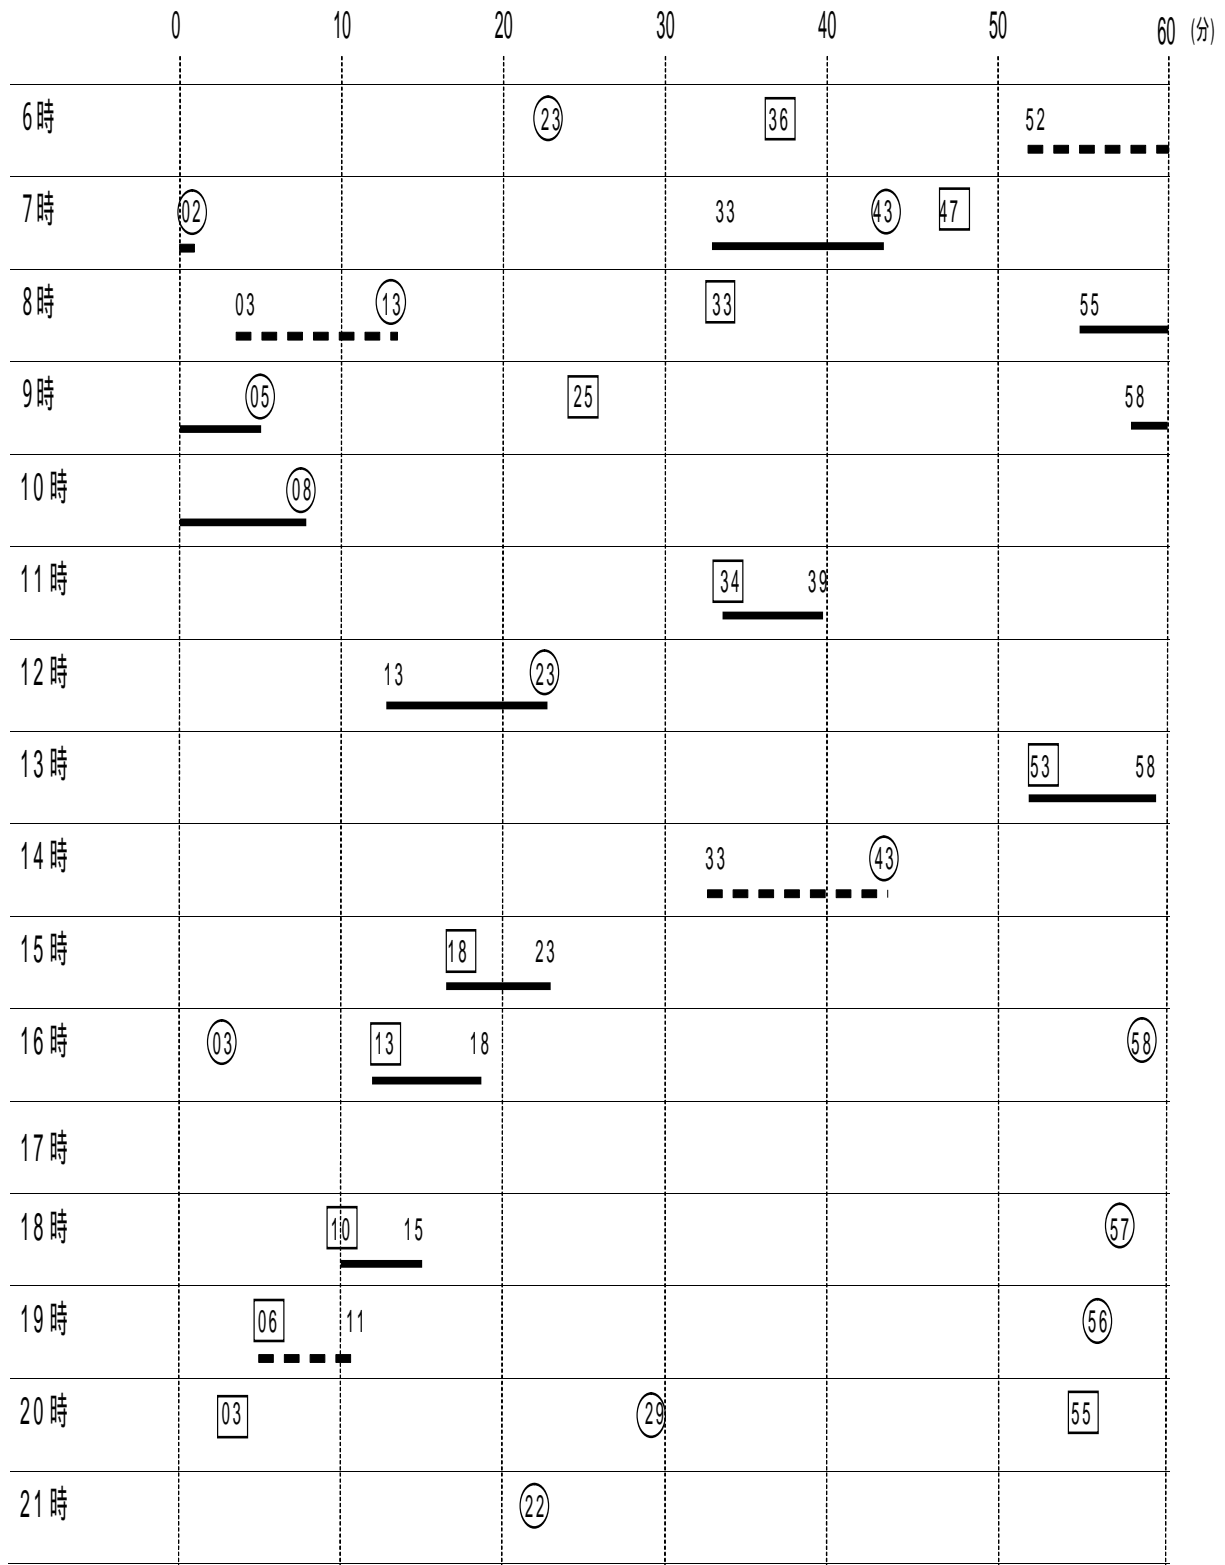 0 10 20 30 40 50 60 (分)
6時 23 36 52
7時 02 33 43 47
8時 03 13 33 55
9時 05 25 58
10時 08
11時 34 39
12時 13 23
13時 53 58
14時 33 43
15時 18 23
16時 03 13 18 58
17時
18時 10 15 57
19時 06 11 56
20時 03 29 55
21時 22